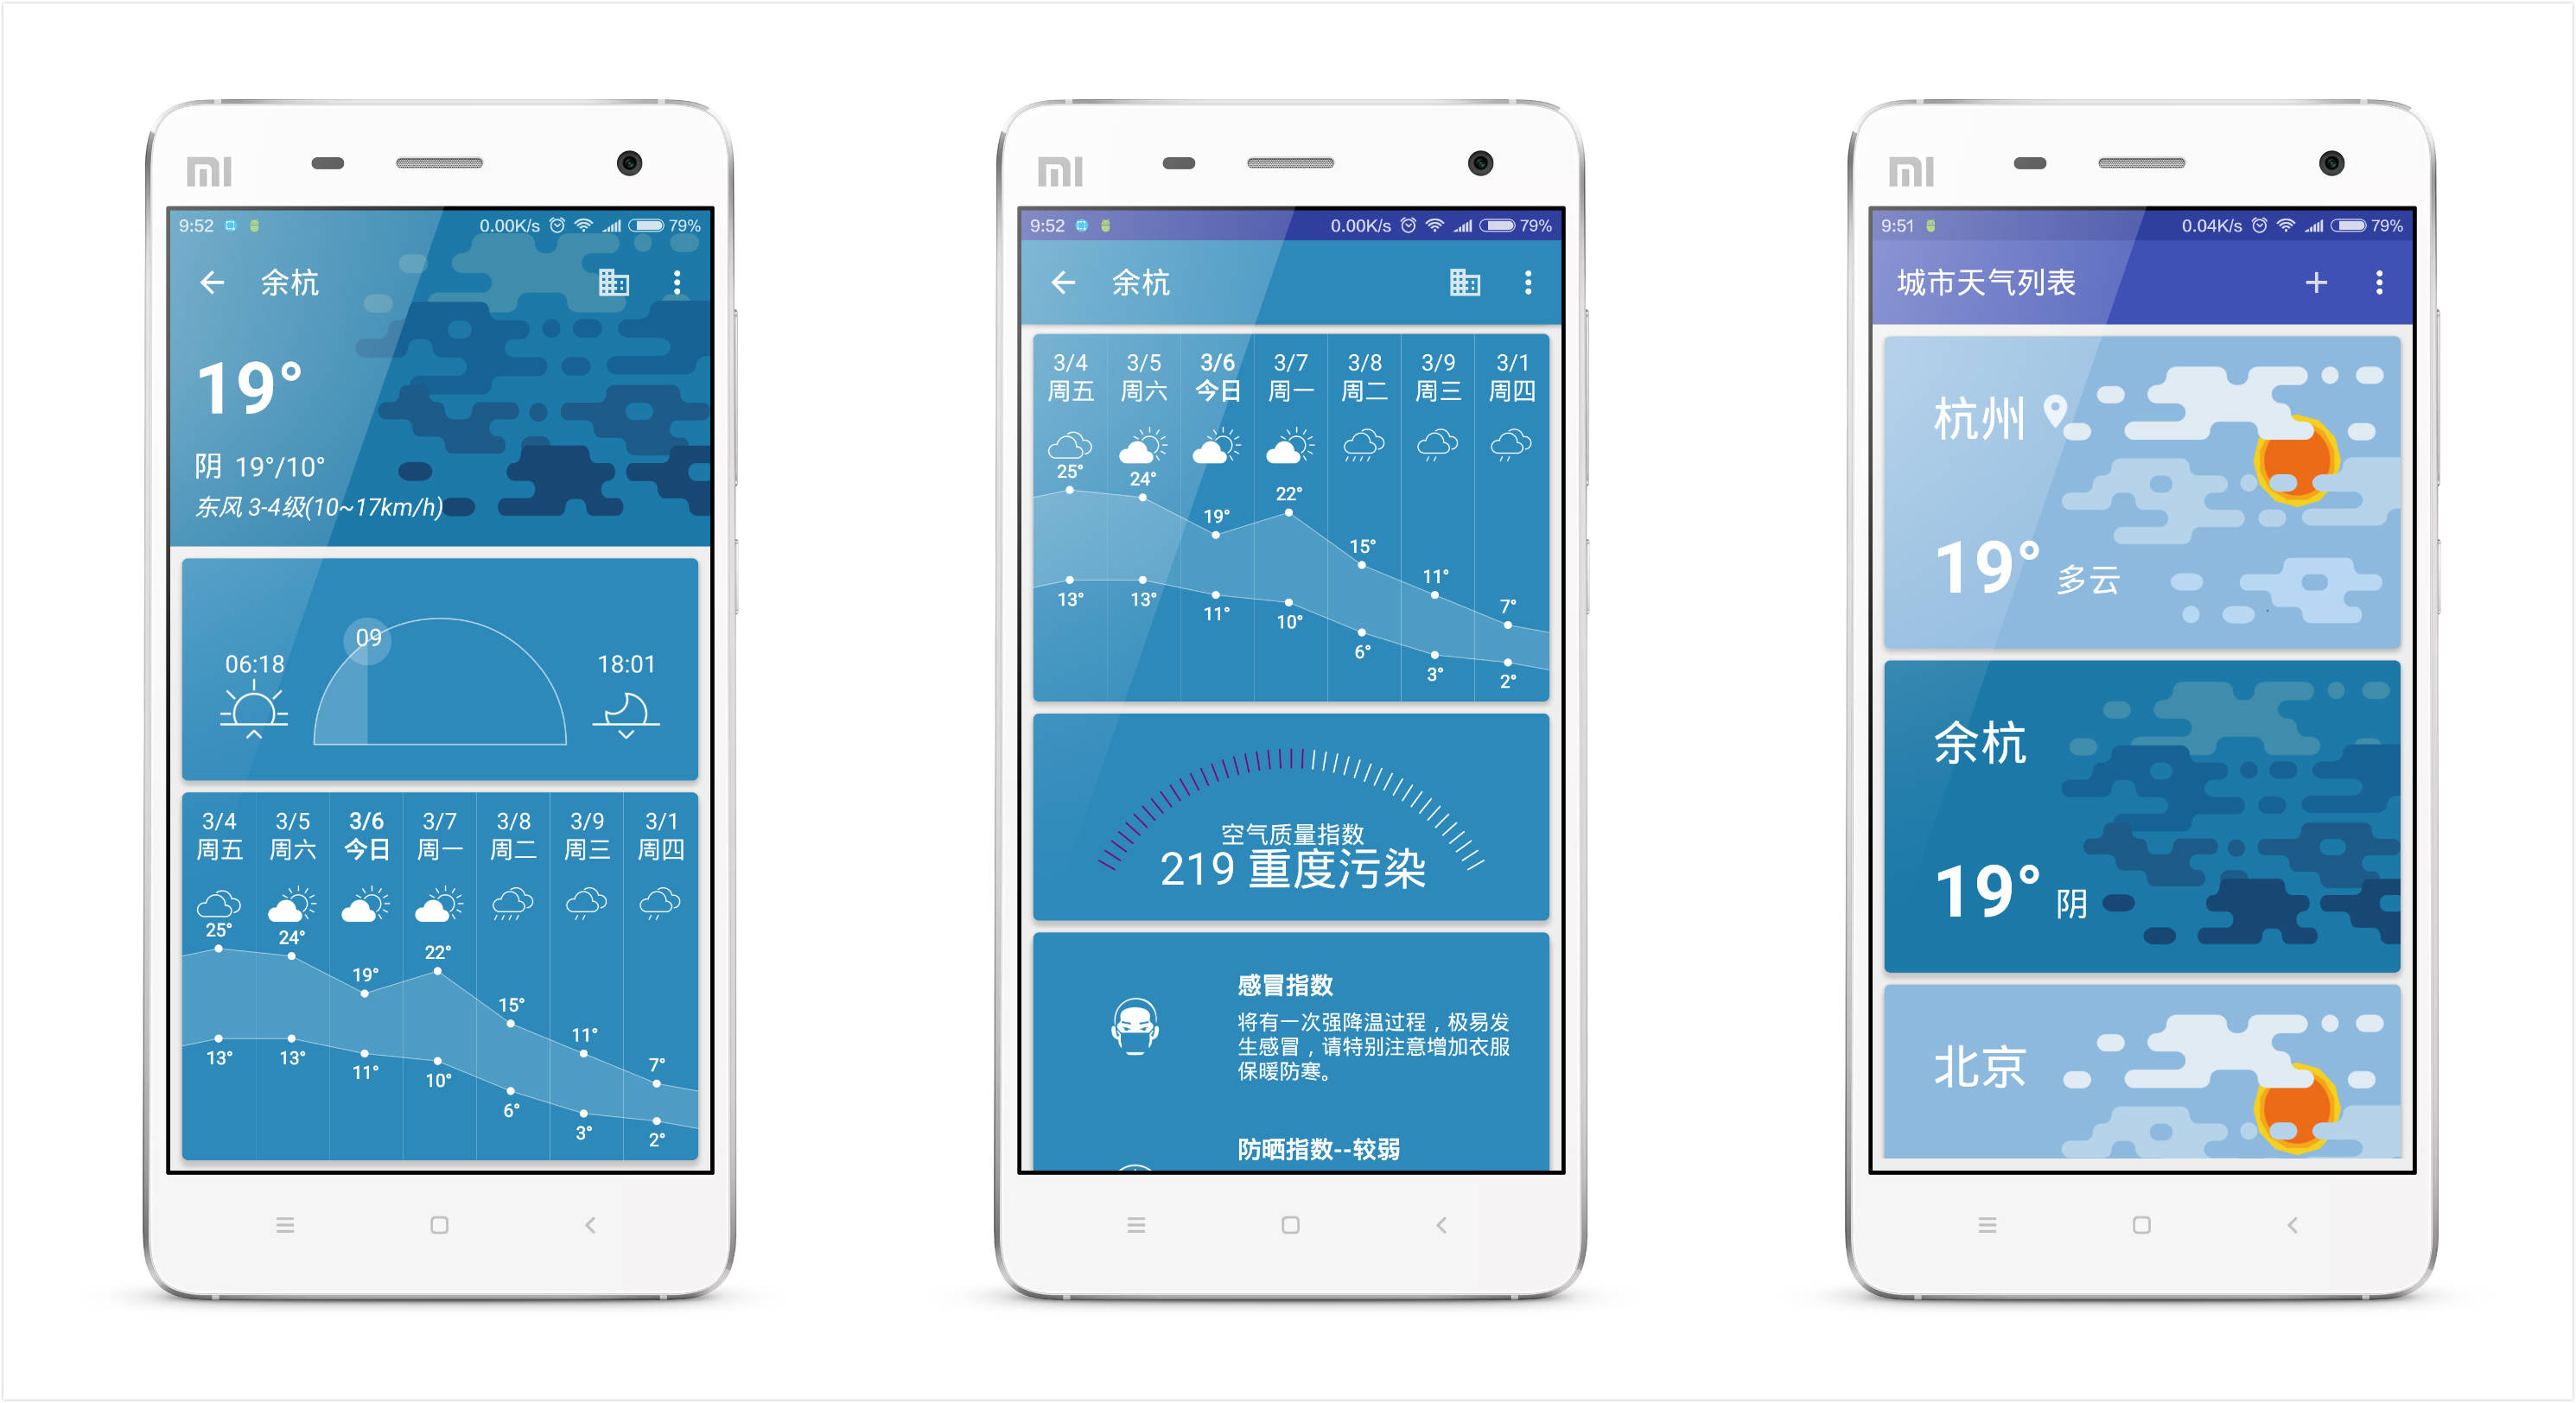 mi
9:52 0.00K/s 79%
余杭
19°
阴 19°/10°
东风 3-4级(10~17km/h)
09
06:18 18:01
3/4 3/5 3/6 3/7 3/8 3/9 3/1
周五 周六 今日 周一 周二 周三 周四
25° 24° 19° 22° 15° 11° 7°
13° 13° 11° 10° 6° 3° 2°
mi
9:52 0.00K/s 79%
余杭
3/4 3/5 3/6 3/7 3/8 3/9 3/1
周五 周六 今日 周一 周二 周三 周四
25° 24° 19° 22° 15° 11° 7°
13° 13° 11° 10° 6° 3° 2°
空气质量指数
219 重度污染
感冒指数
将有一次强降温过程，极易发
生感冒，请特别注意增加衣服
保暖防寒。
防晒指数--较弱
mi
9:51 0.04K/s 79%
城市天气列表
杭州
19° 多云
余杭
19° 阴
北京